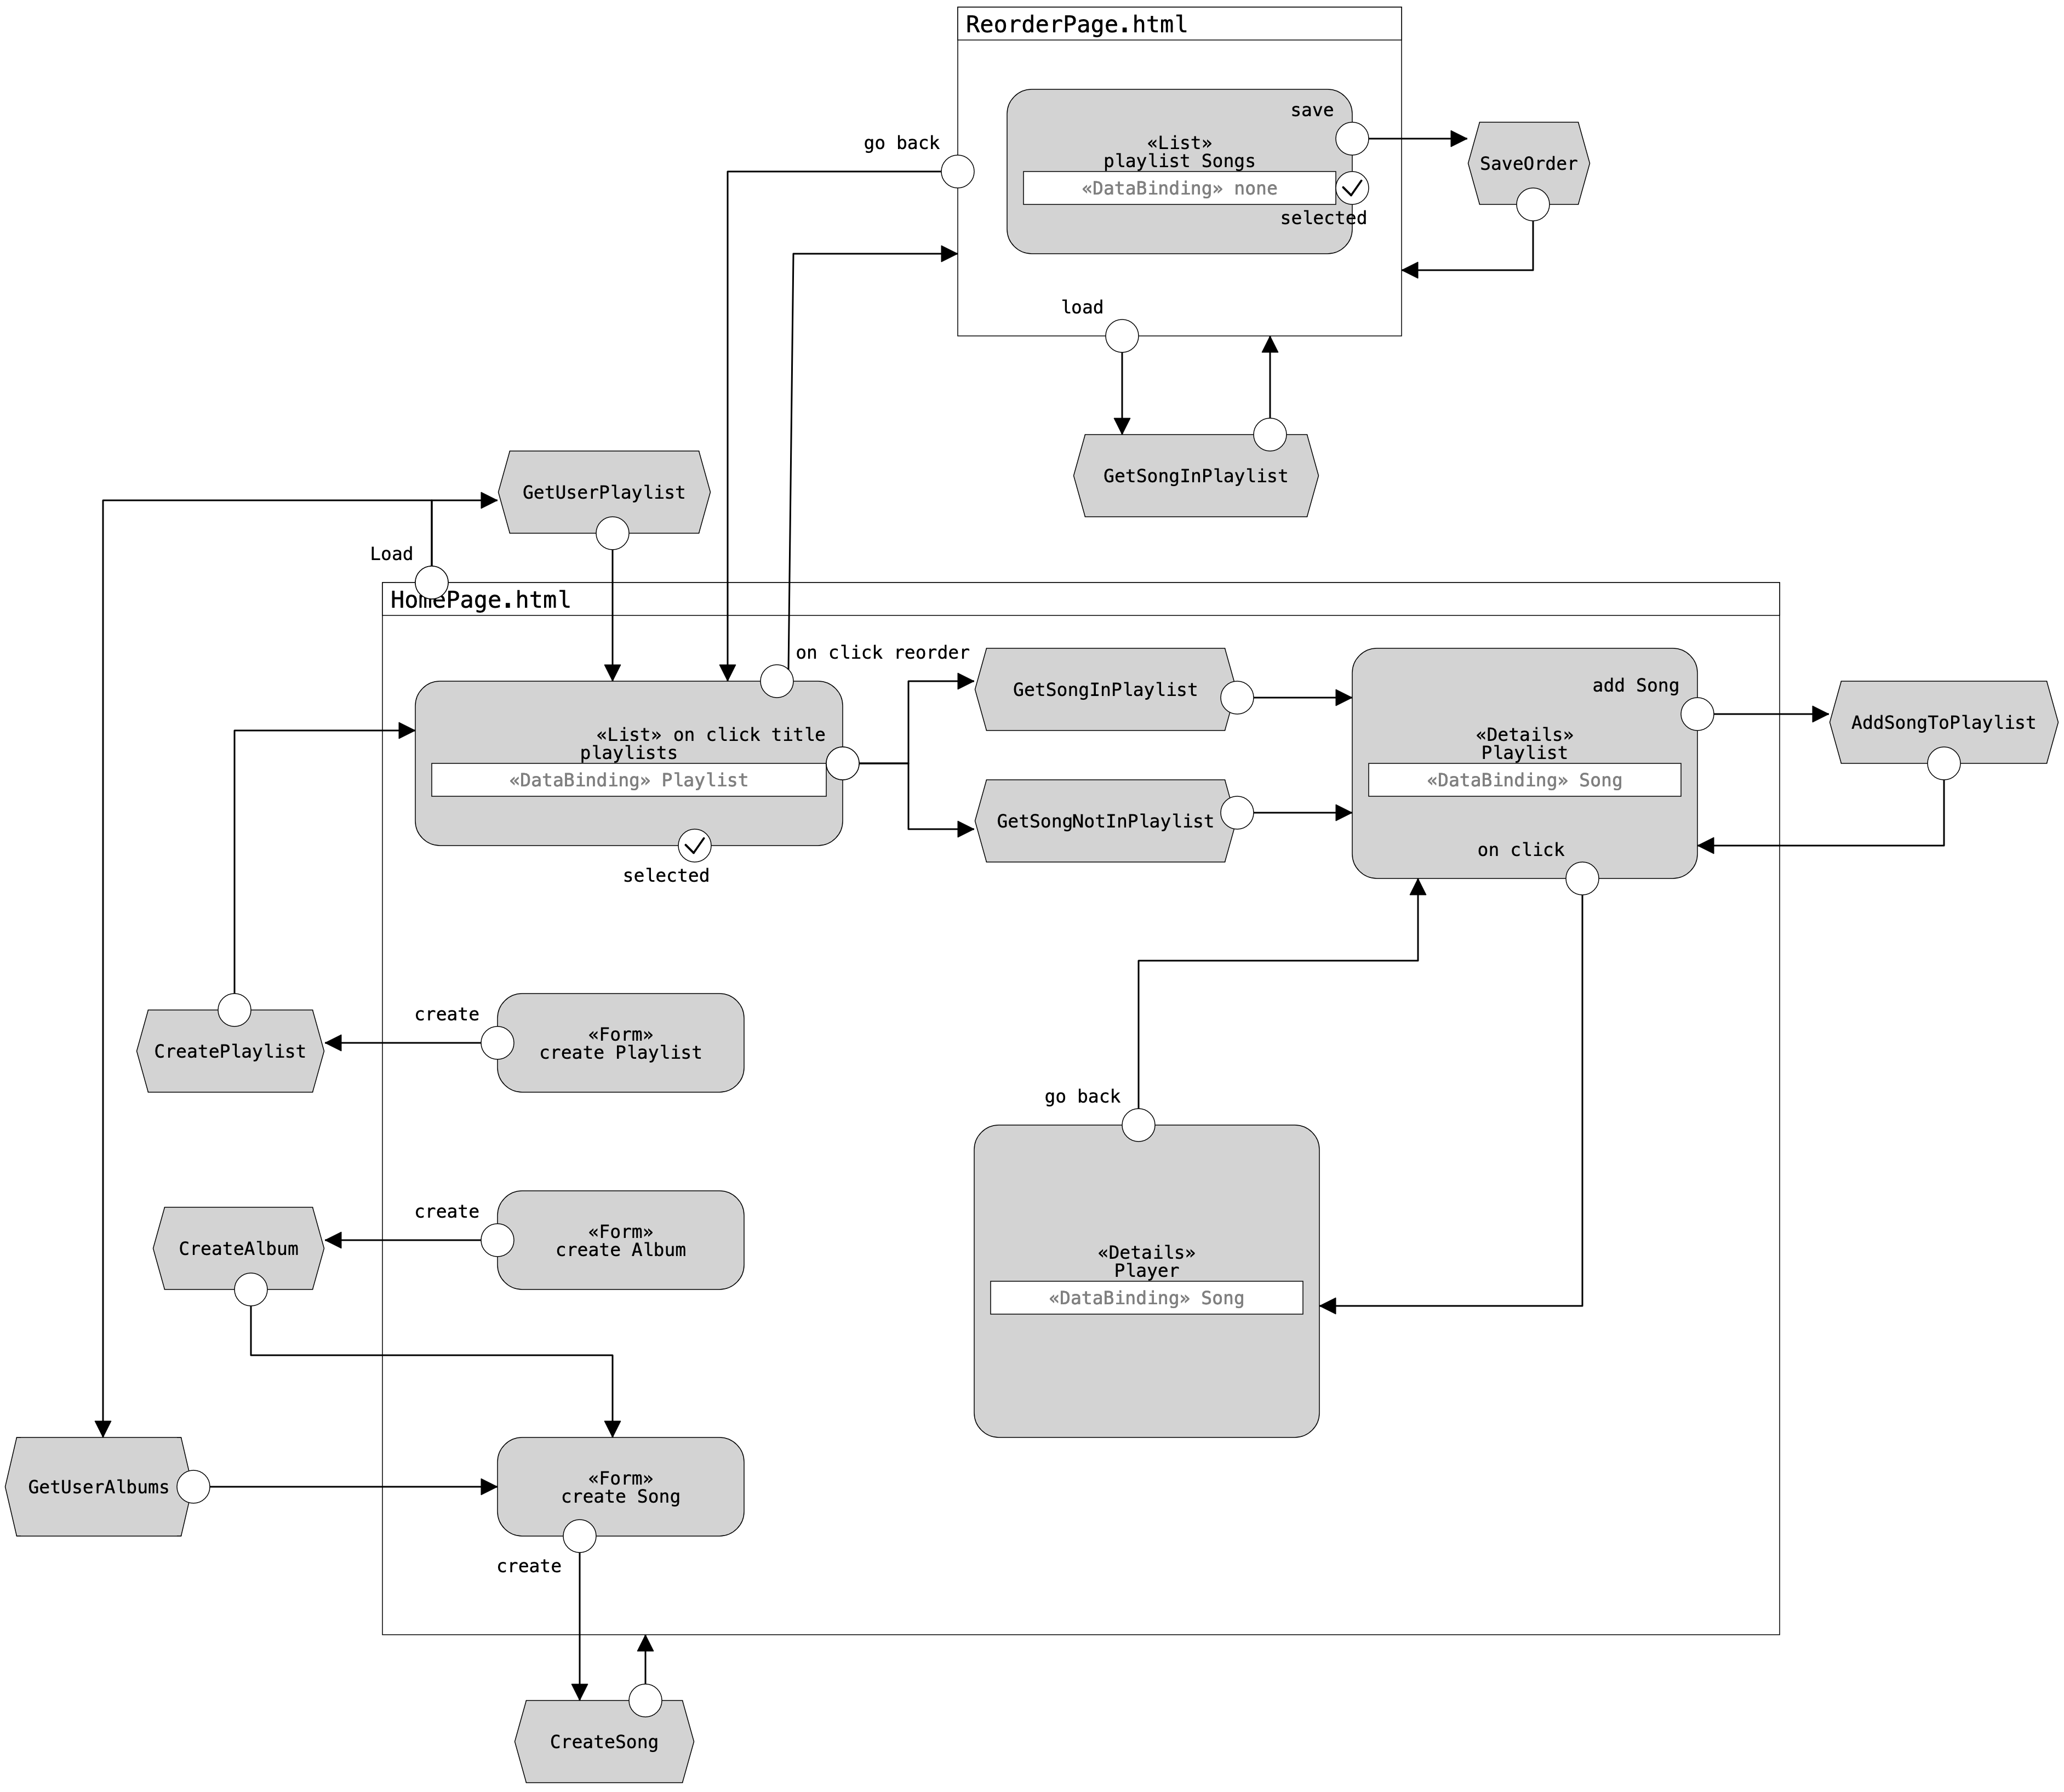 ReorderPage.html
save
go back
«List»
playlist Songs
«DataBinding» none
selected
SaveOrder
load
GetSongInPlaylist
GetUserPlaylist
Load
HomePage.html
on click reorder
GetSongInPlaylist
add Song
AddSongToPlaylist
«List» on click title
playlists
«DataBinding» Playlist
«Details»
Playlist
«DataBinding» Song
GetSongNotInPlaylist
on click
selected
create
«Form»
create Playlist
CreatePlaylist
go back
create
«Form»
create Album
CreateAlbum
«Details»
Player
«DataBinding» Song
GetUserAlbums
«Form»
create Song
create
CreateSong